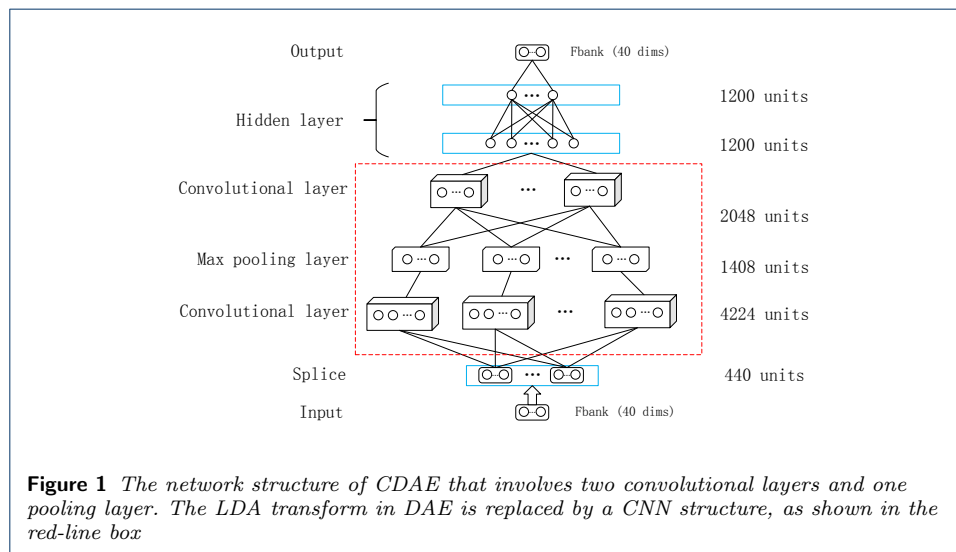 Output Fbank (40 dims)
1200 units
Hidden layer
1200 units
Convolutional layer
2048 units
Max pooling layer
1408 units
Convolutional layer
4224 units
Splice 440 units
Input Fbank (40 dims)
Figure 1 The network structure of CDAE that involves two convolutional layers and one
pooling layer. The LDA transform in DAE is replaced by a CNN structure, as shown in the
red-line box